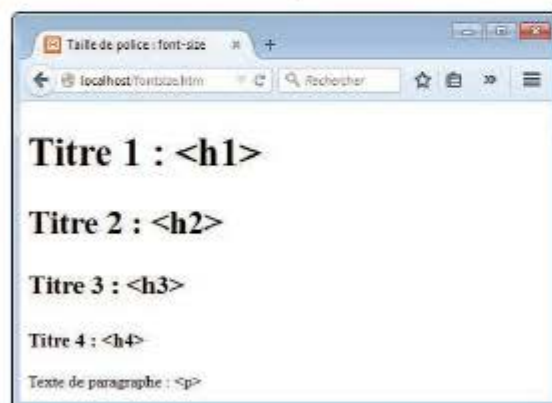 Taille de police : font-size
localhost/fontsize.htm
Rechercher
Titre 1 : <h1>
Titre 2 : <h2>
Titre 3 : <h3>
Titre 4 : <h4>
Texte de paragraphe : <p>